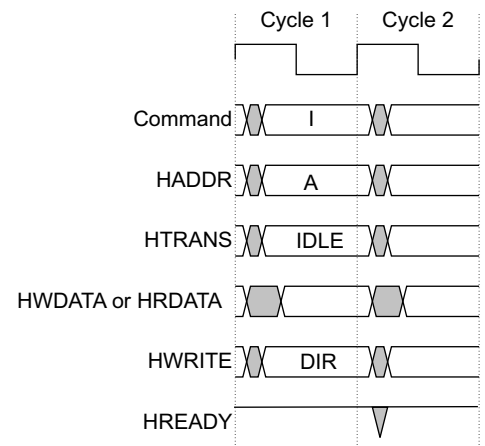 Cycle 1 Cycle 2
Command I
HADDR A
HTRANS IDLE
HWDATA or HRDATA
HWRITE DIR
HREADY